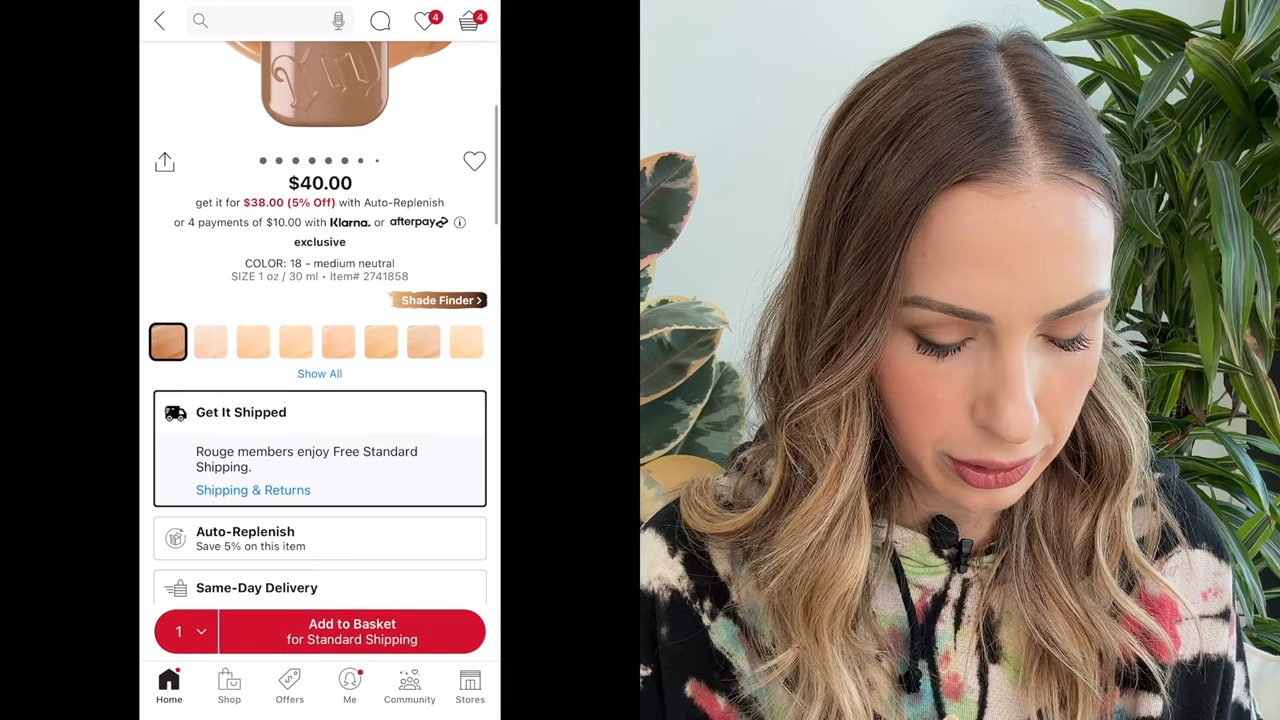 4
4
$40.00
get it for $38.00 (5% Off) with Auto-Replenish
or 4 payments of $10.00 with Klarna. or afterpay
exclusive
COLOR: 18 - medium neutral
SIZE 1 oz / 30 ml • Item# 2741858
Shade Finder >
Show All
Get It Shipped
Rouge members enjoy Free Standard
Shipping.
Shipping & Returns
Auto-Replenish
Save 5% on this item
Same-Day Delivery
1
Add to Basket
for Standard Shipping
Home
Shop
Offers
Me
Community
Stores